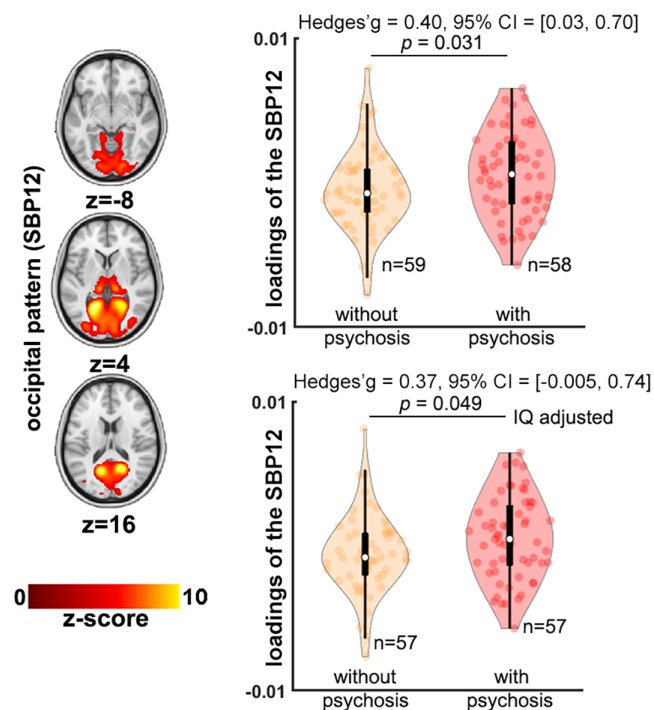 occipital pattern (SBP12)
z=-8
z=4
z=16
0
10
z-score
Hedges'g = 0.40, 95% CI = [0.03, 0.70]
p = 0.031
0.01
loadings of the SBP12
-0.01
n=59
n=58
without
psychosis
with
psychosis
Hedges'g = 0.37, 95% CI = [-0.005, 0.74]
p = 0.049
IQ adjusted
0.01
loadings of the SBP12
-0.01
n=57
n=57
without
psychosis
with
psychosis